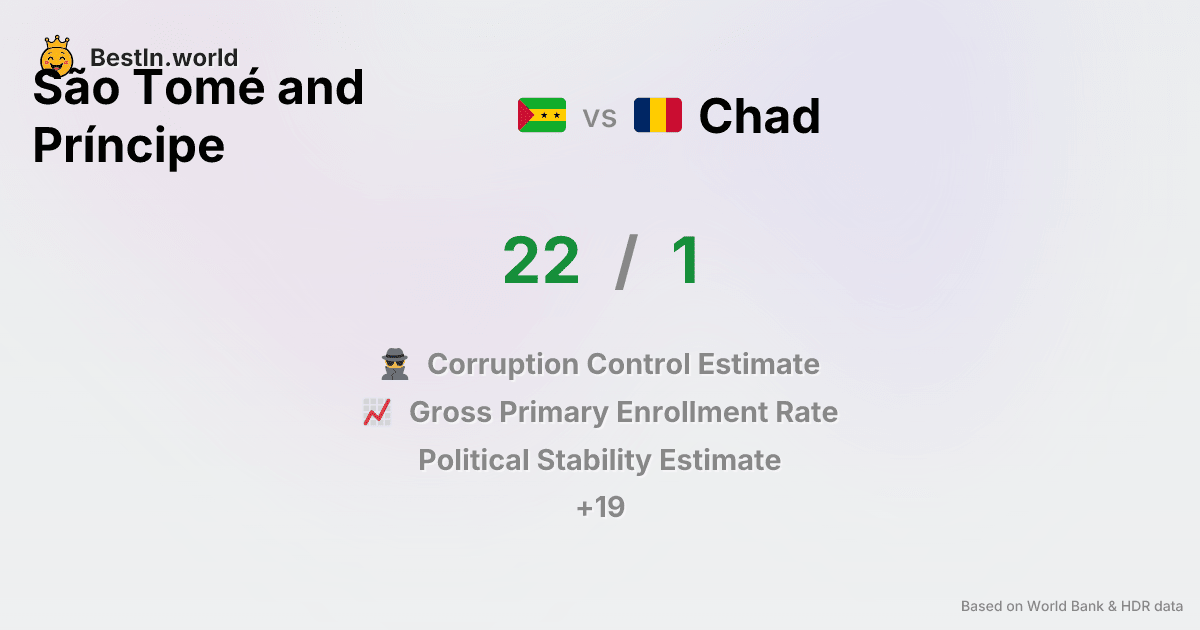 BestIn.world
São Tomé and
Príncipe
vs Chad
22 / 1
Corruption Control Estimate
Gross Primary Enrollment Rate
Political Stability Estimate
+19
Based on World Bank & HDR data